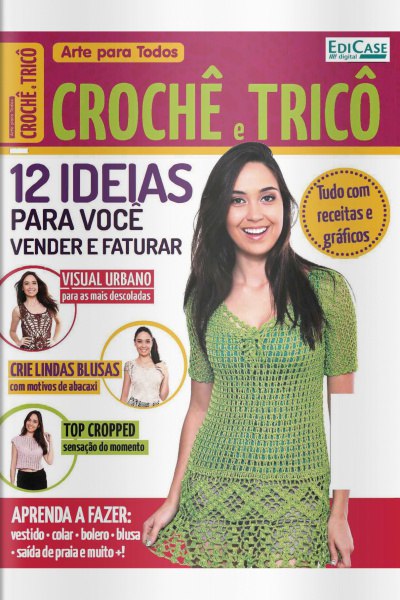 Arte para Todos
EDICASE
digital
CROCHÊ e TRICÔ
CROCHÊ e TRICÔ
12 IDEIAS
PARA VOCÊ
VENDER E FATURAR
Tudo com
receitas e
gráficos
VISUAL URBANO
para as mais descoladas
CRIE LINDAS BLUSAS
com motivos de abacaxi
TOP CROPPED
sensação do momento
APRENDA A FAZER:
vestido • colar • bolero • blusa
• saída de praia e muito +!